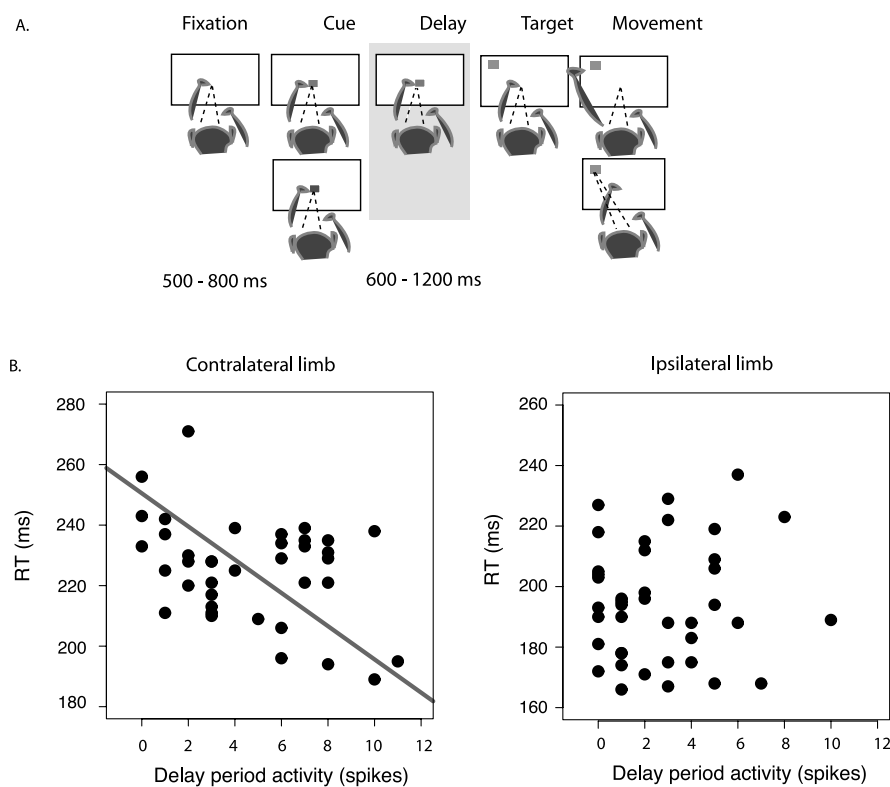 A.
Fixation Cue Delay Target Movement
500 - 800 ms 600 - 1200 ms
B.
Contralateral limb Ipsilateral limb
280
260
240
220
200
180
RT (ms)
0 2 4 6 8 10 12
Delay period activity (spikes)
260
240
220
200
180
160
RT (ms)
0 2 4 6 8 10 12
Delay period activity (spikes)